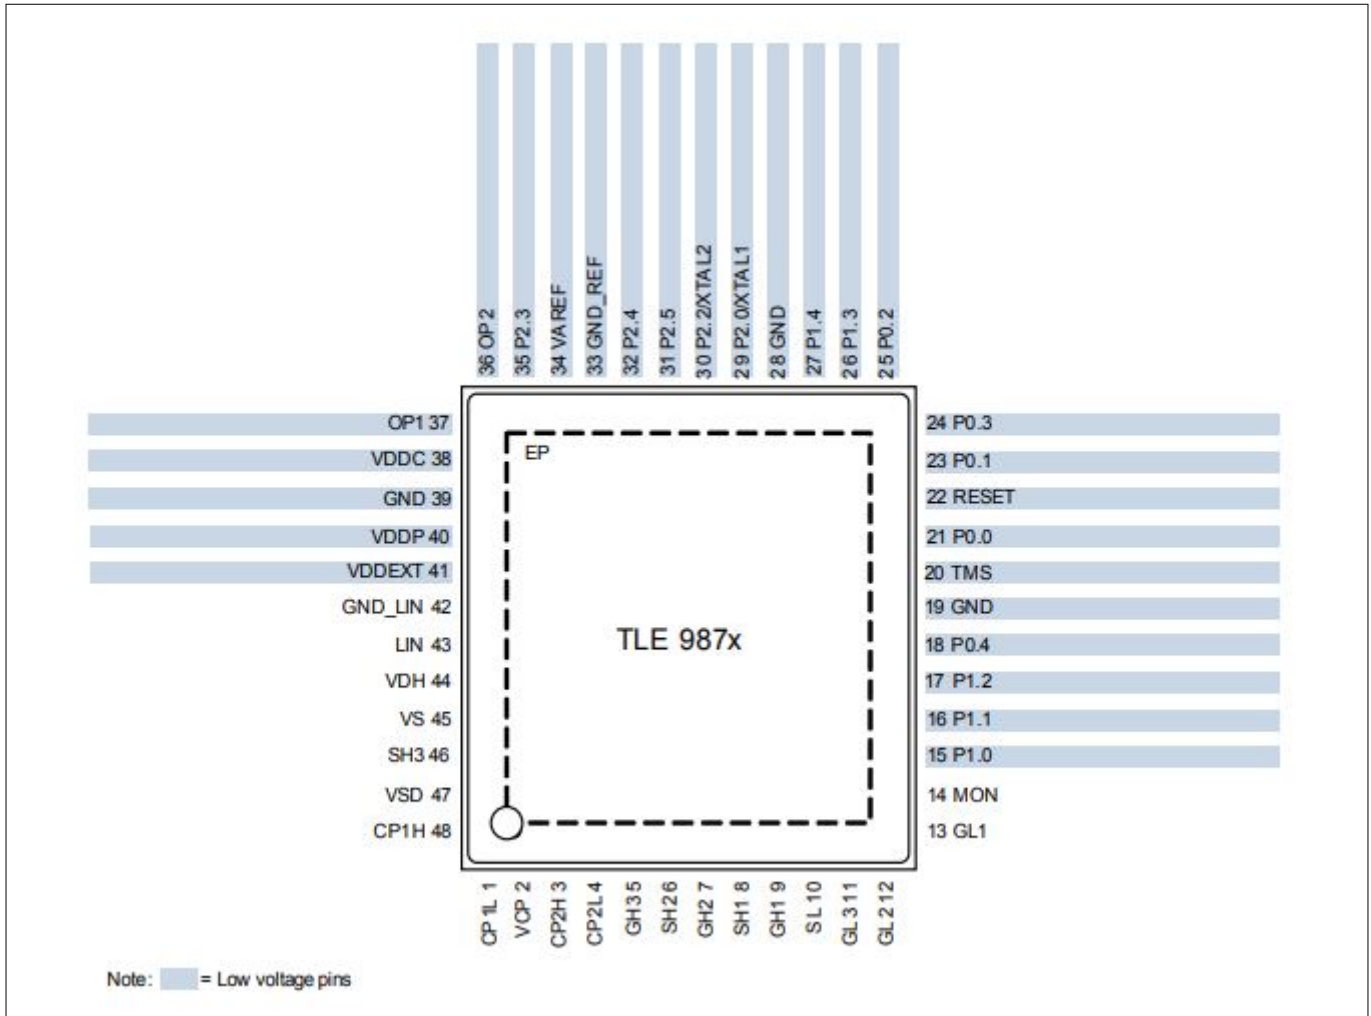 36 OP2
35 P2.3
34 VAREF
33 GND_REF
32 P2.4
31 P2.5
30 P2.2/XTAL2
29 P2.0/XTAL1
28 GND
27 P1.4
26 P1.3
25 P0.2
OP1 37
VDDC 38
GND 39
VDDP 40
VDDEXT 41
GND_LIN 42
LIN 43
VDH 44
VS 45
SH3 46
VSD 47
CP1H 48
EP
TLE 987x
24 P0.3
23 P0.1
22 RESET
21 P0.0
20 TMS
19 GND
18 P0.4
17 P1.2
16 P1.1
15 P1.0
14 MON
13 GL1
CP1L 1
VCP 2
CP2H 3
CP2L 4
GH3 5
SH2 6
GH2 7
SH1 8
GH1 9
SL 10
GL3 11
GL2 12
Note: = Low voltage pins